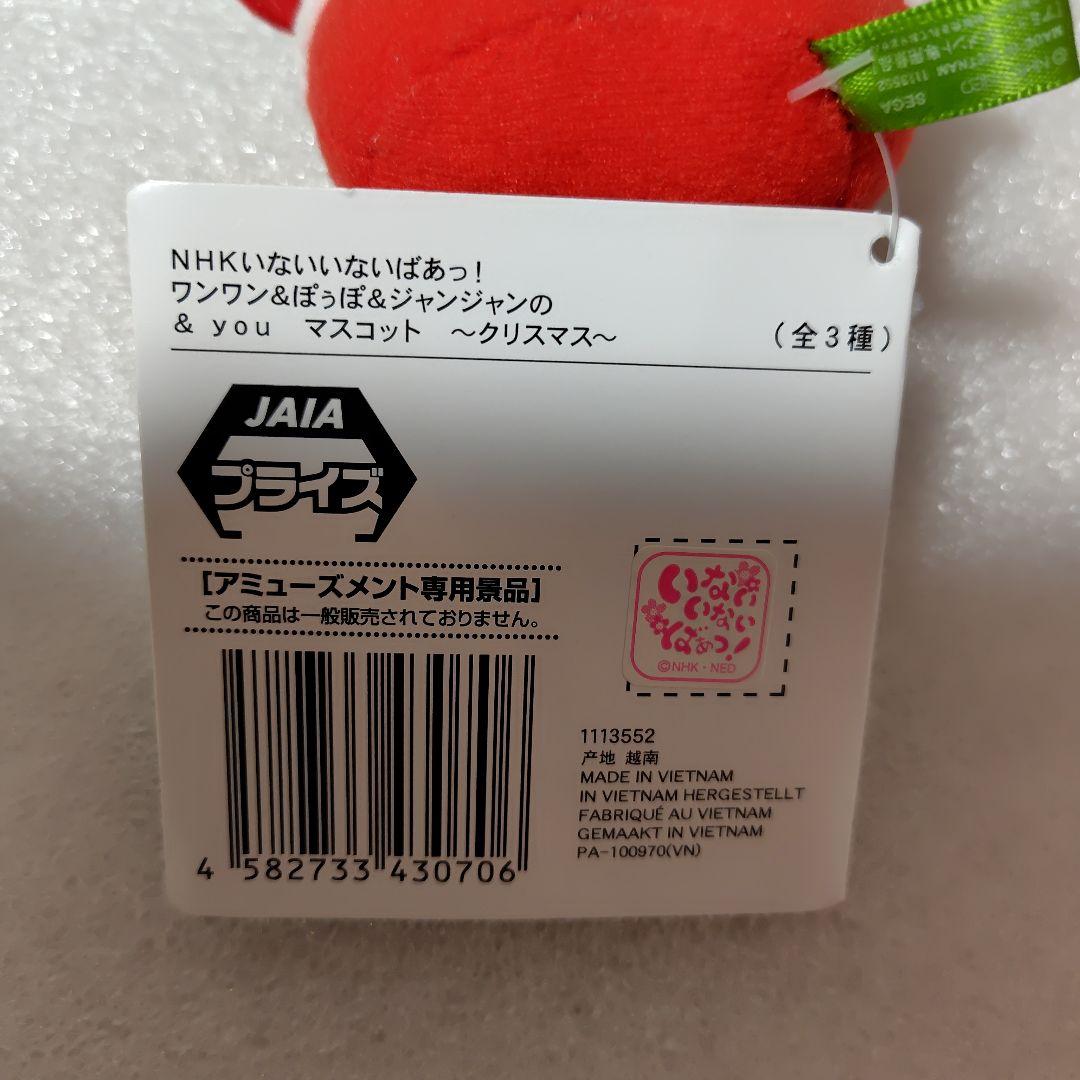 NHKいないいないばあっ！
ワンワン&ぽぅぽ&ジャンジャンの
& you マスコット ～クリスマス～
（全3種）
JAIA
プライズ
[アミューズメント専用景品]
この商品は一般販売されておりません。
いない
いない
ばあっ!
©NHK・NED
4 582733 430706
1113552
产地 越南
MADE IN VIETNAM
IN VIETNAM HERGESTELLT
FABRIQUÉ AU VIETNAM
GEMAAKT IN VIETNAM
PA-100970(VN)
SEGA
1113552